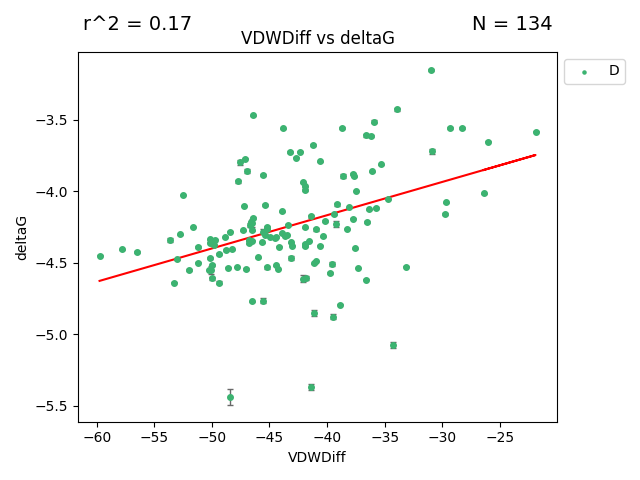 r^2 = 0.17
N = 134
VDWDiff vs deltaG
D
deltaG
−3.5
−4.0
−4.5
−5.0
−5.5
−60
−55
−50
−45
−40
−35
−30
−25
VDWDiff